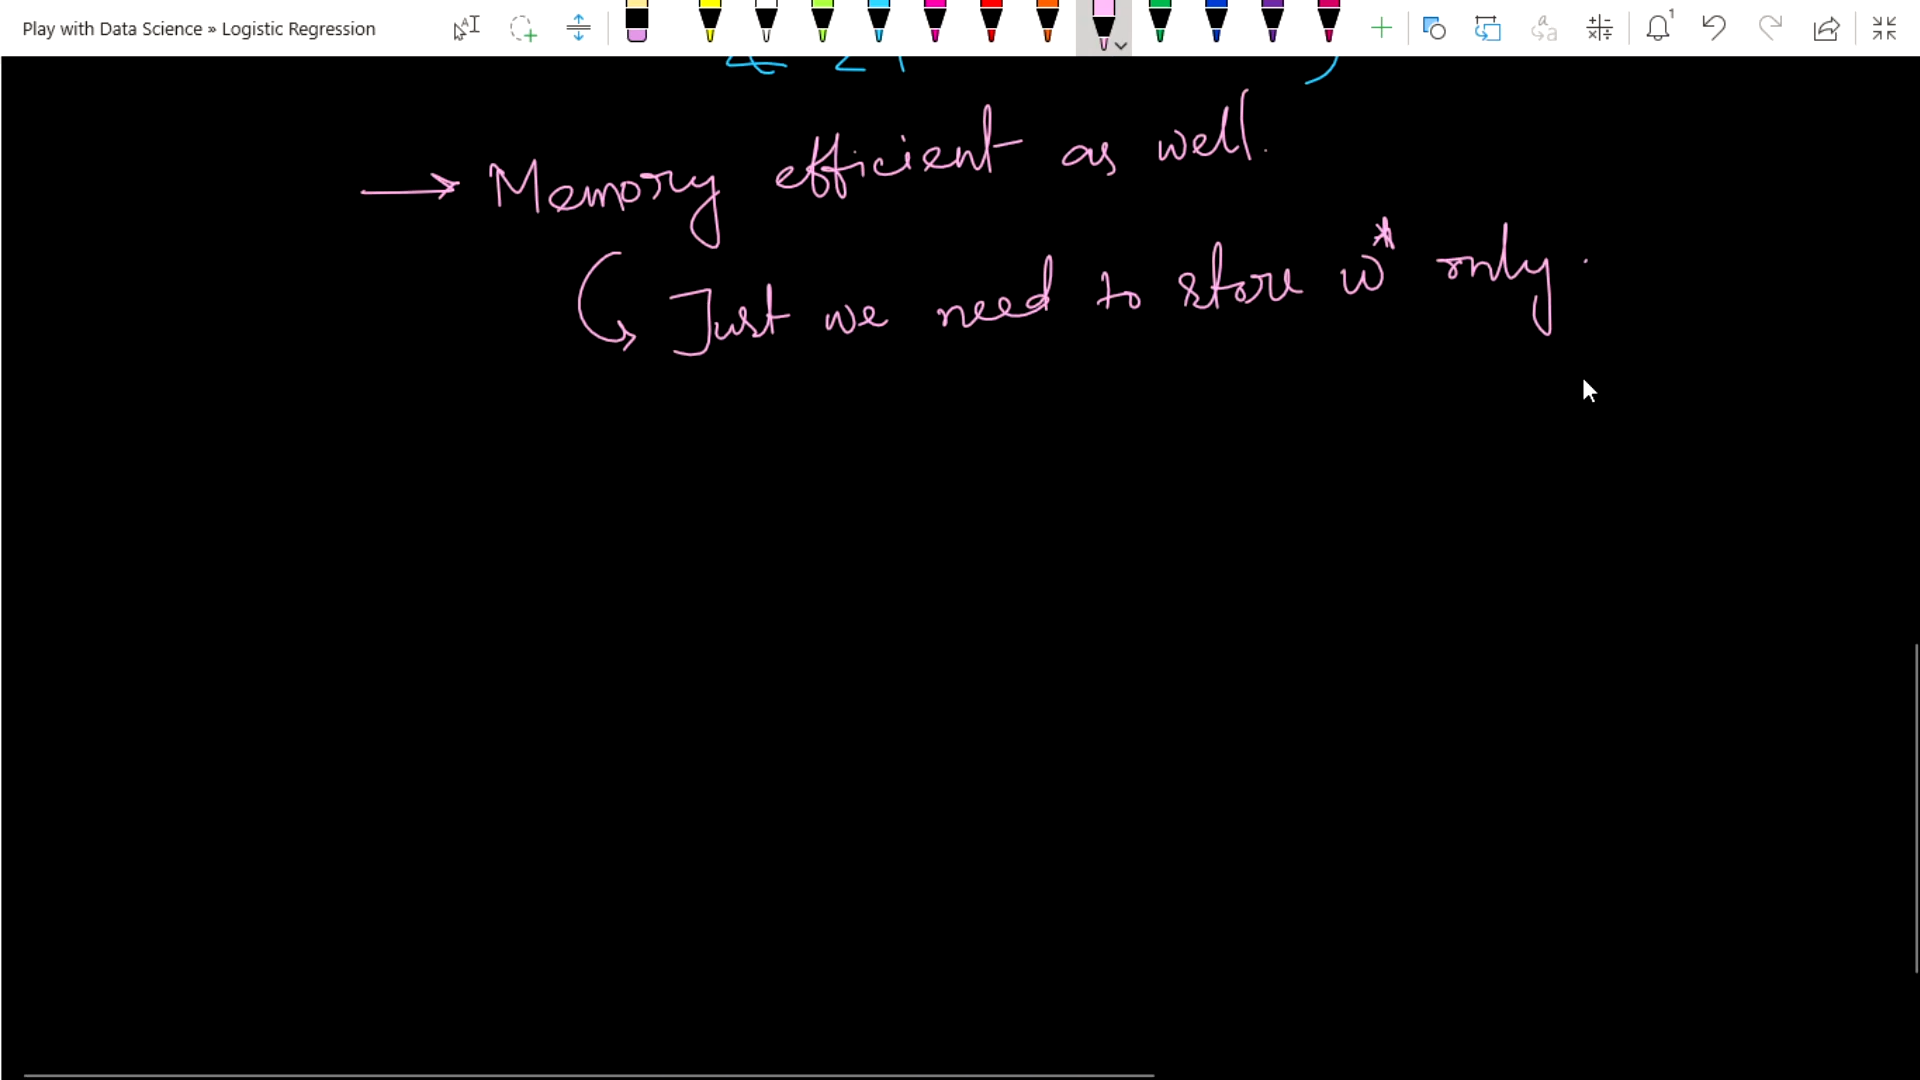 Play with Data Science » Logistic Regression
→ Memory efficient as well.
Just we need to store w* only.